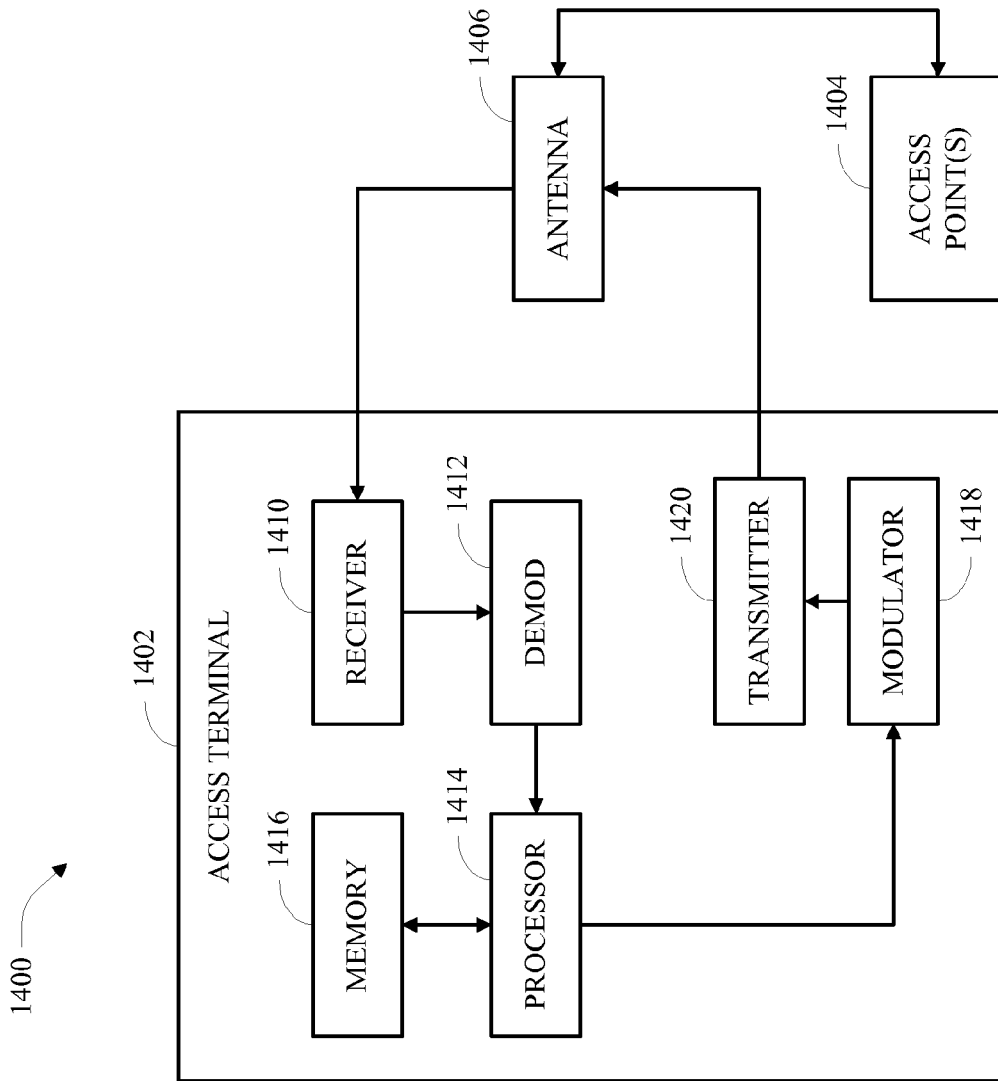 1400
1402
ACCESS TERMINAL
1416
MEMORY
1410
RECEIVER
1406
ANTENNA
1414
PROCESSOR
1412
DEMOD
1420
TRANSMITTER
1404
ACCESS
POINT(S)
MODULATOR
1418